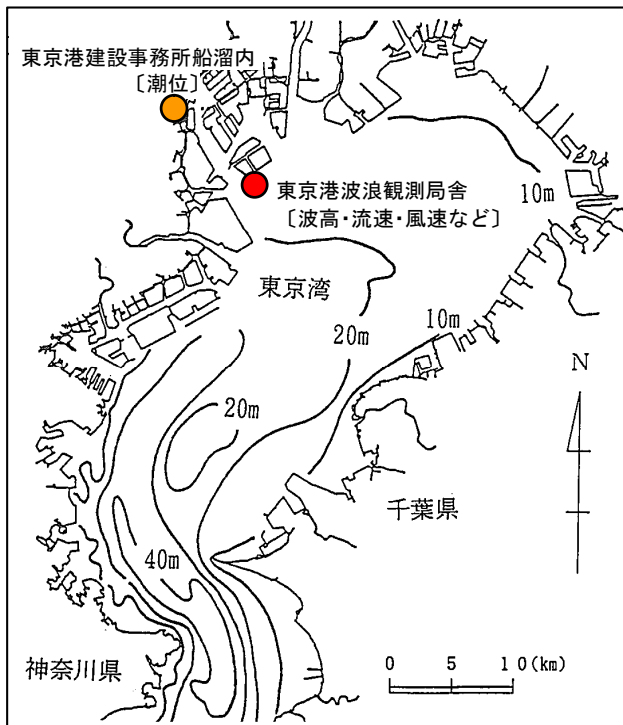 東京港建設事務所船溜内
〔潮位〕
東京港波浪観測局舎
〔波高・流速・風速など〕
10m
東京湾
20m
10m
20m
N
千葉県
40m
神奈川県
0 5 10(km)